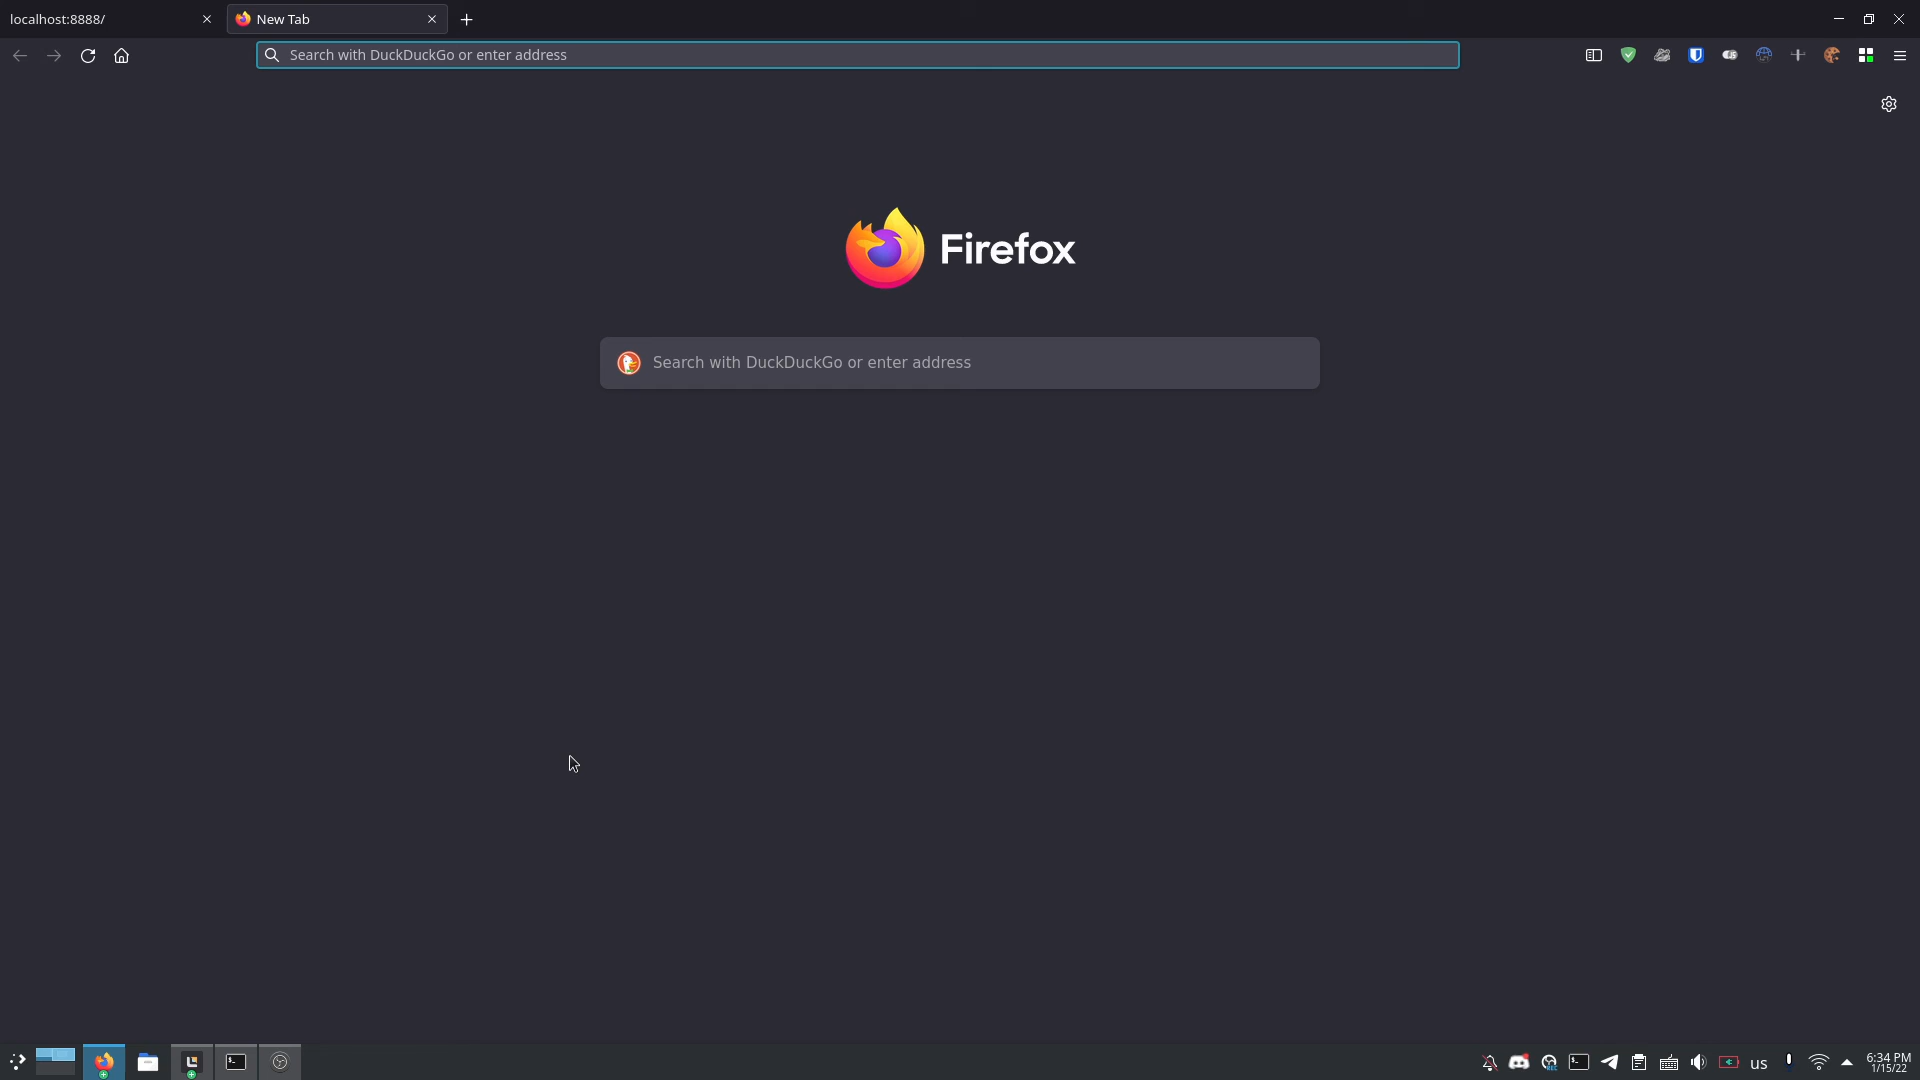 localhost:8888/
New Tab
Search with DuckDuckGo or enter address
Firefox
Search with DuckDuckGo or enter address
us
6:34 PM
1/15/22